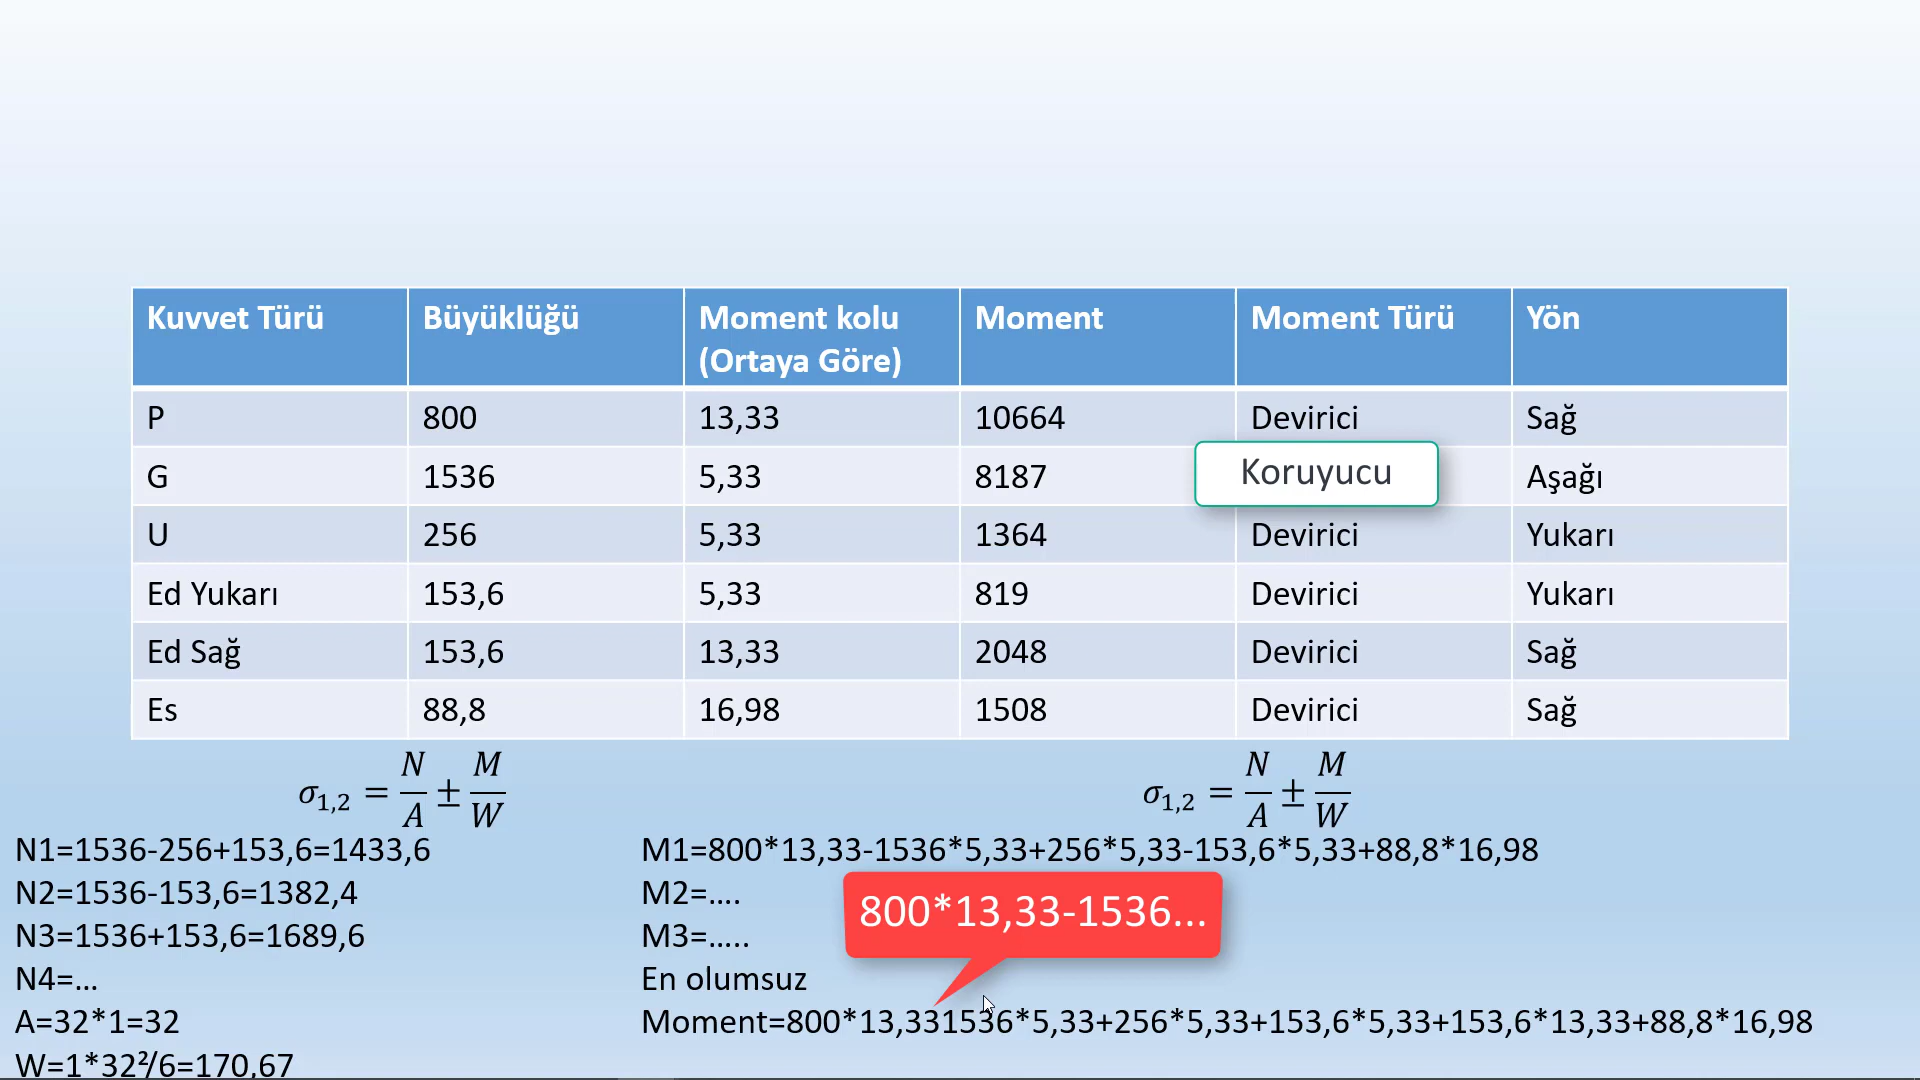 Kuvvet Türü Büyüklüğü Moment kolu (Ortaya Göre) Moment Moment Türü Yön
P 800 13,33 10664 Devirici Sağ
G 1536 5,33 8187 Koruyucu Aşağı
U 256 5,33 1364 Devirici Yukarı
Ed Yukarı 153,6 5,33 819 Devirici Yukarı
Ed Sağ 153,6 13,33 2048 Devirici Sağ
Es 88,8 16,98 1508 Devirici Sağ
σ1,2 = N/A ± M/W
σ1,2 = N/A ± M/W
N1=1536-256+153,6=1433,6
N2=1536-153,6=1382,4
N3=1536+153,6=1689,6
N4=...
A=32*1=32
W=1*32²/6=170,67
M1=800*13,33-1536*5,33+256*5,33-153,6*5,33+88,8*16,98
M2=....
M3=.....
800*13,33-1536...
En olumsuz
Moment=800*13,331536*5,33+256*5,33+153,6*5,33+153,6*13,33+88,8*16,98